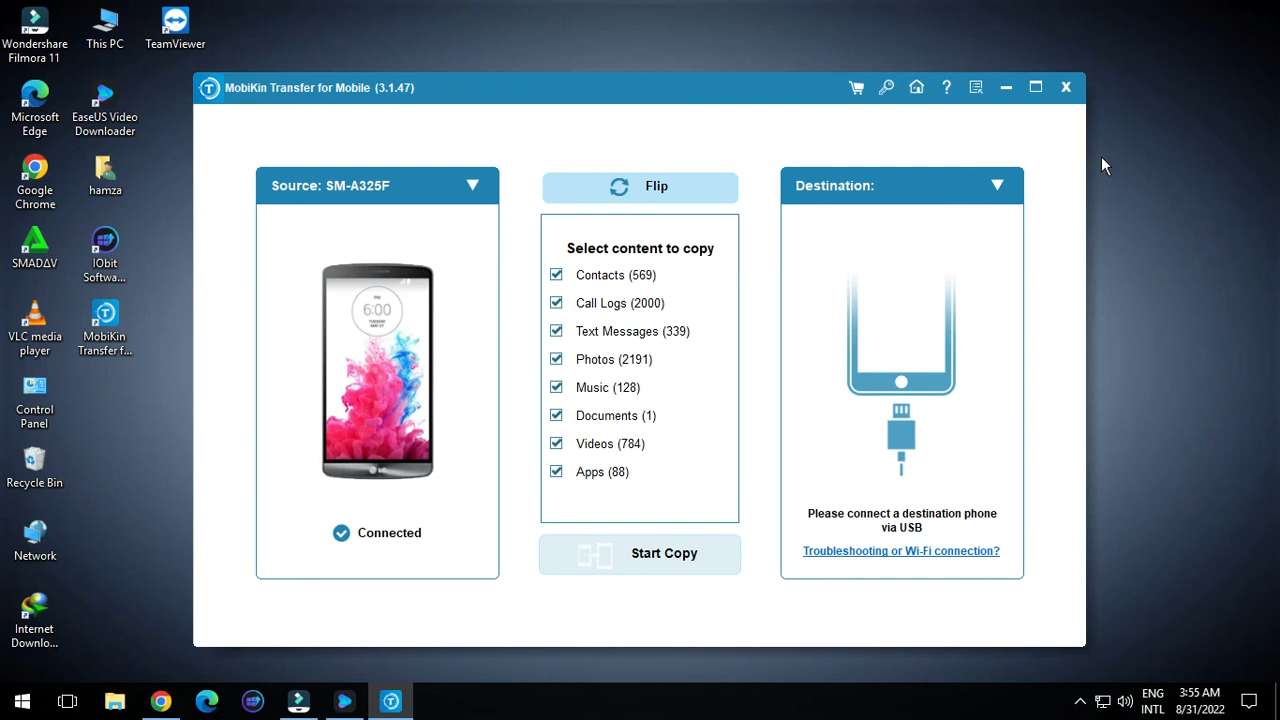 Wondershare
Filmora 11
This PC
TeamViewer
Microsoft
Edge
EaseUS Video
Downloader
Google
Chrome
hamza
SMADΔV
IObit
Softwa...
VLC media
player
MobiKin
Transfer f...
Control
Panel
Recycle Bin
Network
Internet
Downlo...
MobiKin Transfer for Mobile (3.1.47)
Source: SM-A325F
PM
6:00
Connected
Flip
Select content to copy
Contacts (569)
Call Logs (2000)
Text Messages (339)
Photos (2191)
Music (128)
Documents (1)
Videos (784)
Apps (88)
Start Copy
Destination:
Please connect a destination phone
via USB
Troubleshooting or Wi-Fi connection?
ENG
INTL
3:55 AM
8/31/2022